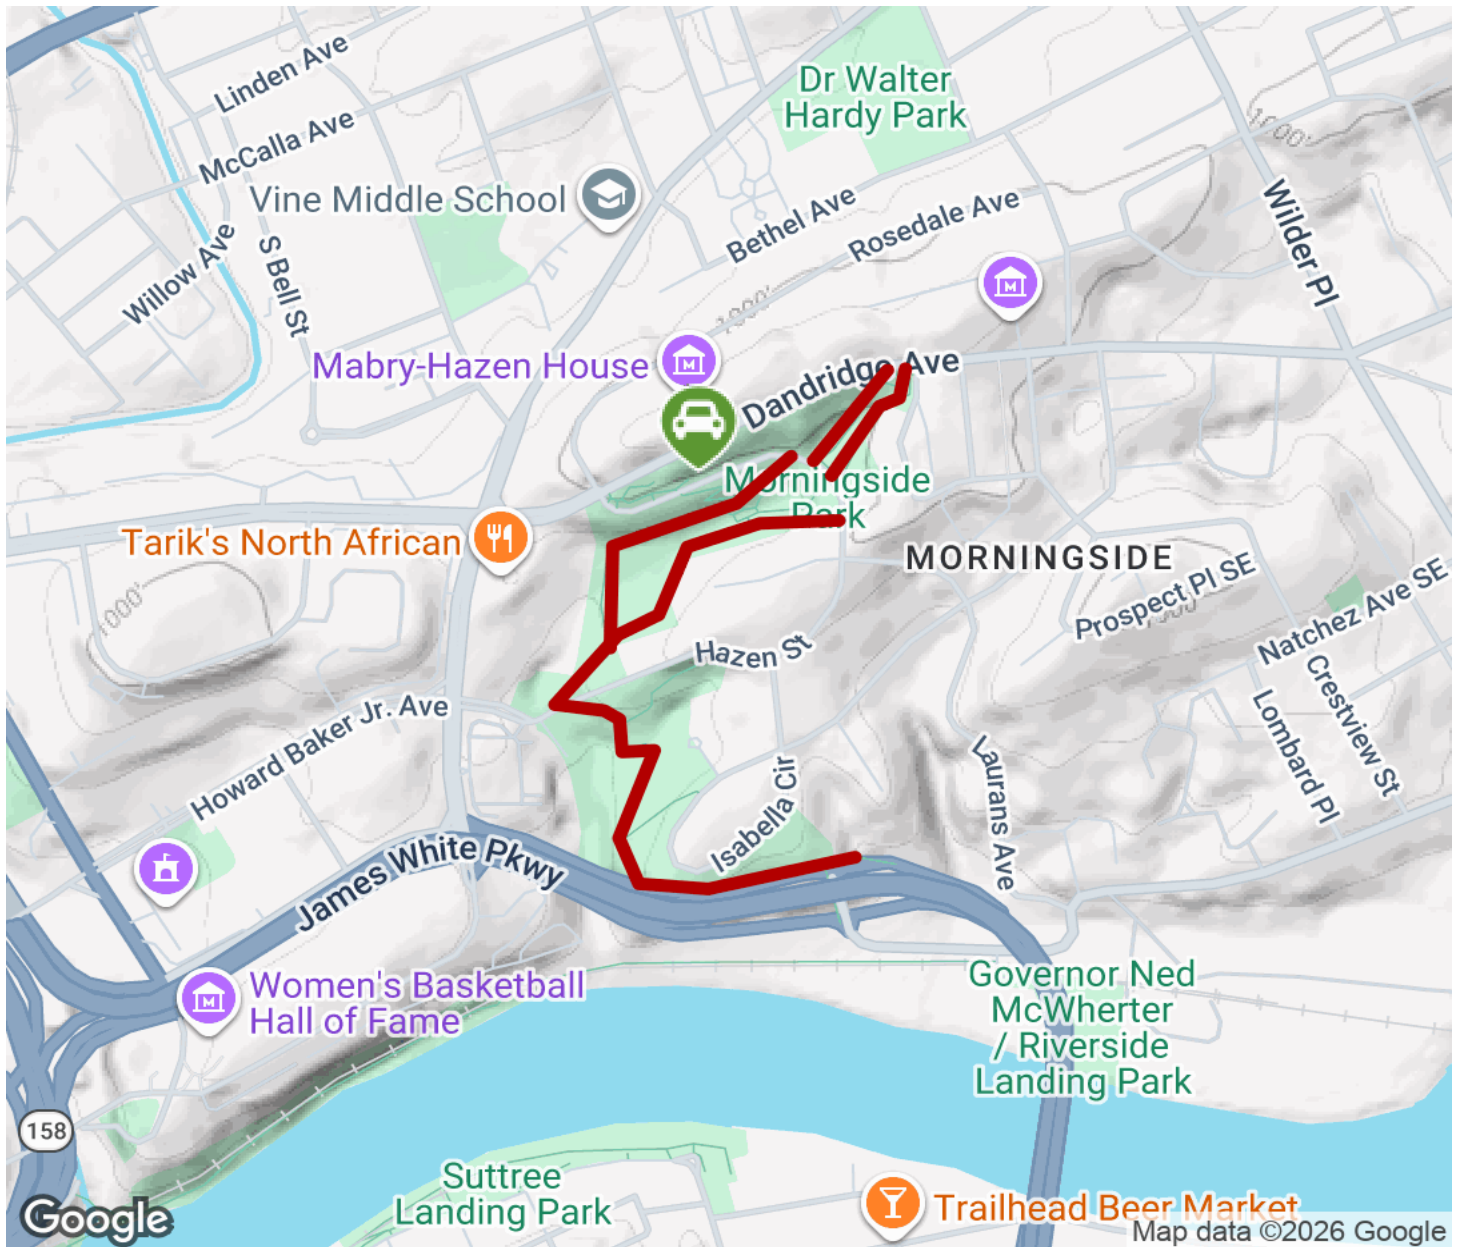 Linden Ave
McCalla Ave
Dr Walter
Hardy Park
1000'
Vine Middle School
Willow Ave
S Bell St
Bethel Ave
Rosedale Ave
Wilder Pl
1000'
Mabry-Hazen House
Dandridge Ave
Morningside
Park
Tarik's North African
MORNINGSIDE
1000'
Prospect Pl SE
Natchez Ave SE
Hazen St
Howard Baker Jr. Ave
Crestview St
Lombard Pl
Laurans Ave
Isabella Cir
James White Pkwy
Women's Basketball
Hall of Fame
Governor Ned
McWherter
/ Riverside
Landing Park
158
Suttree
Landing Park
Trailhead Beer Market
Google
Map data ©2026 Google